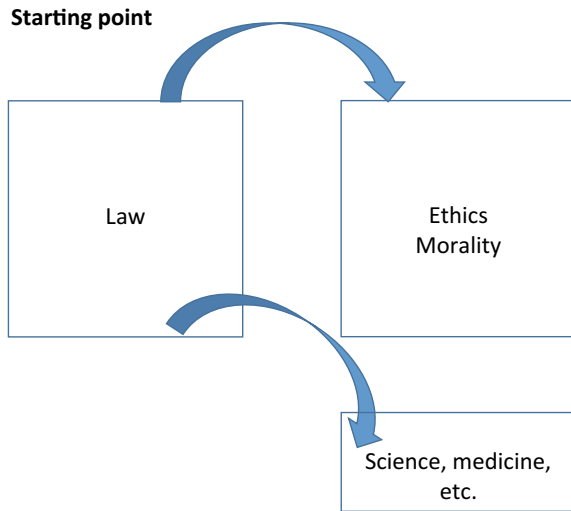 Starting point
Law
Ethics
Morality
Science, medicine,
etc.